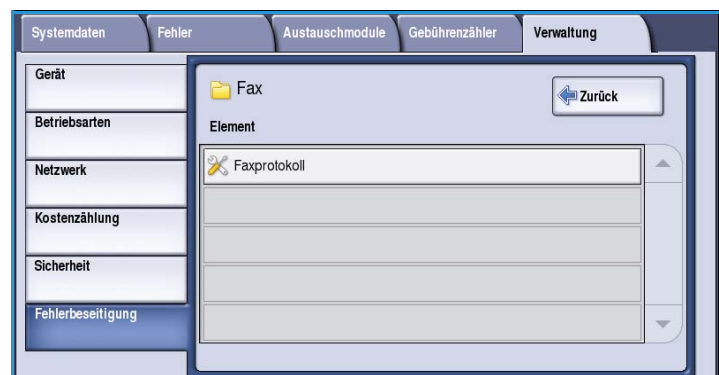 Systemdaten Fehler Austauschmodule Gebührenzähler Verwaltung
Gerät
Betriebsarten
Netzwerk
Kostenzählung
Sicherheit
Fehlerbeseitigung
Fax
Zurück
Element
Faxprotokoll